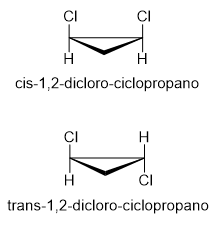 Cl Cl
H H
cis-1,2-dicloro-ciclopropano
Cl H
H Cl
trans-1,2-dicloro-ciclopropano